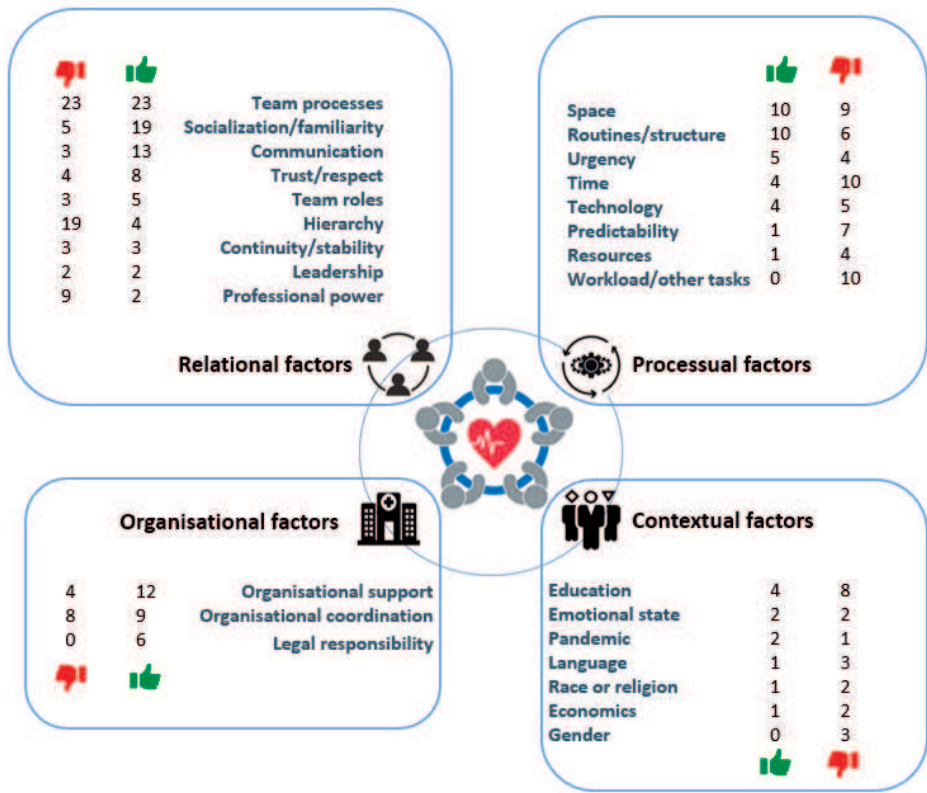 23 23 Team processes
5 19 Socialization/familiarity
3 13 Communication
4 8 Trust/respect
3 5 Team roles
19 4 Hierarchy
3 3 Continuity/stability
2 2 Leadership
9 2 Professional power
Relational factors
Space 10 9
Routines/structure 10 6
Urgency 5 4
Time 4 10
Technology 4 5
Predictability 1 7
Resources 1 4
Workload/other tasks 0 10
Processual factors
Organisational factors
4 12 Organisational support
8 9 Organisational coordination
0 6 Legal responsibility
Contextual factors
Education 4 8
Emotional state 2 2
Pandemic 2 1
Language 1 3
Race or religion 1 2
Economics 1 2
Gender 0 3